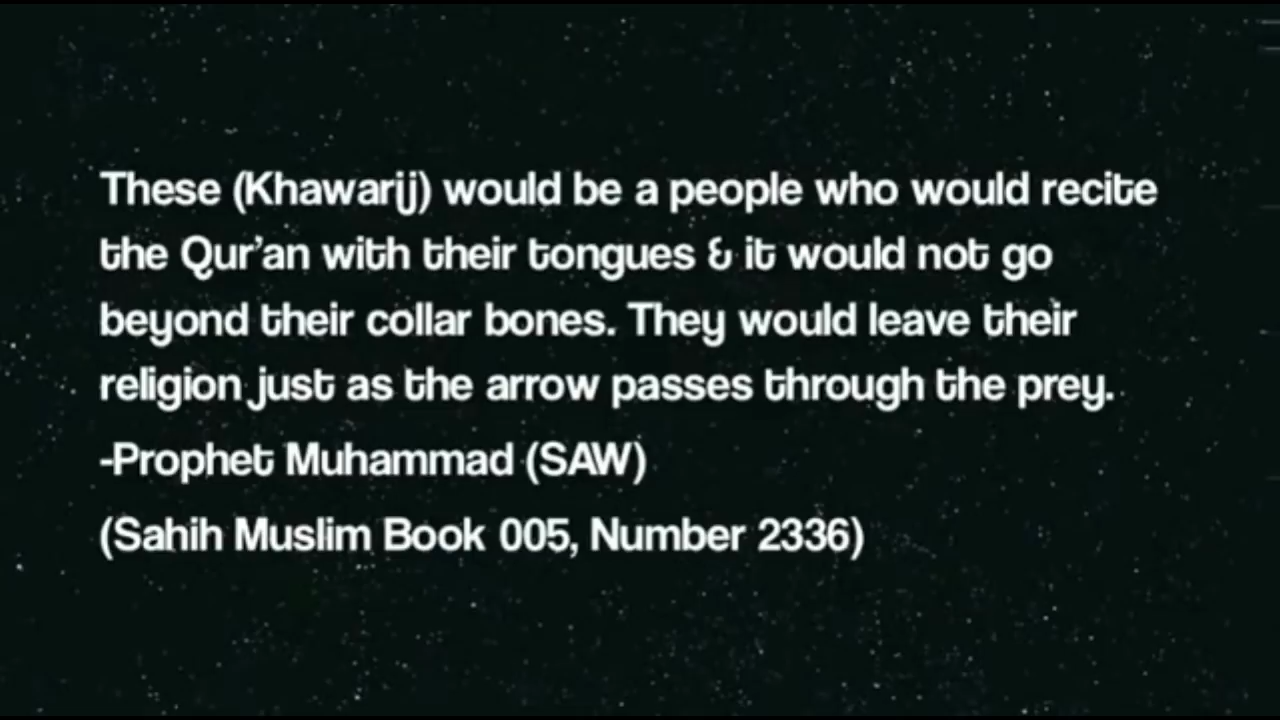 These (Khawarij) would be a people who would recite
the Qur'an with their tongues & it would not go
beyond their collar bones. They would leave their
religion just as the arrow passes through the prey.
-Prophet Muhammad (SAW)
(Sahih Muslim Book 005, Number 2336)